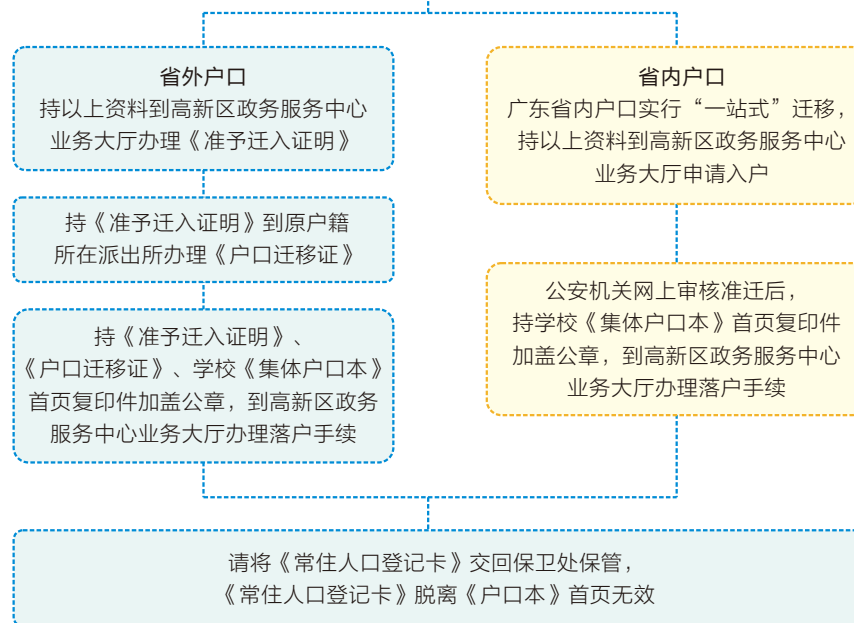 省外户口
持以上资料到高新区政务服务中心
业务大厅办理《准予迁入证明》
持《准予迁入证明》到原户籍
所在派出所办理《户口迁移证》
持《准予迁入证明》、
《户口迁移证》、学校《集体户口本》
首页复印件加盖公章，到高新区政务
服务中心业务大厅办理落户手续
省内户口
广东省内户口实行“一站式”迁移，
持以上资料到高新区政务服务中心
业务大厅申请入户
公安机关网上审核准迁后，
持学校《集体户口本》首页复印件
加盖公章，到高新区政务服务中心
业务大厅办理落户手续
请将《常住人口登记卡》交回保卫处保管，
《常住人口登记卡》脱离《户口本》首页无效